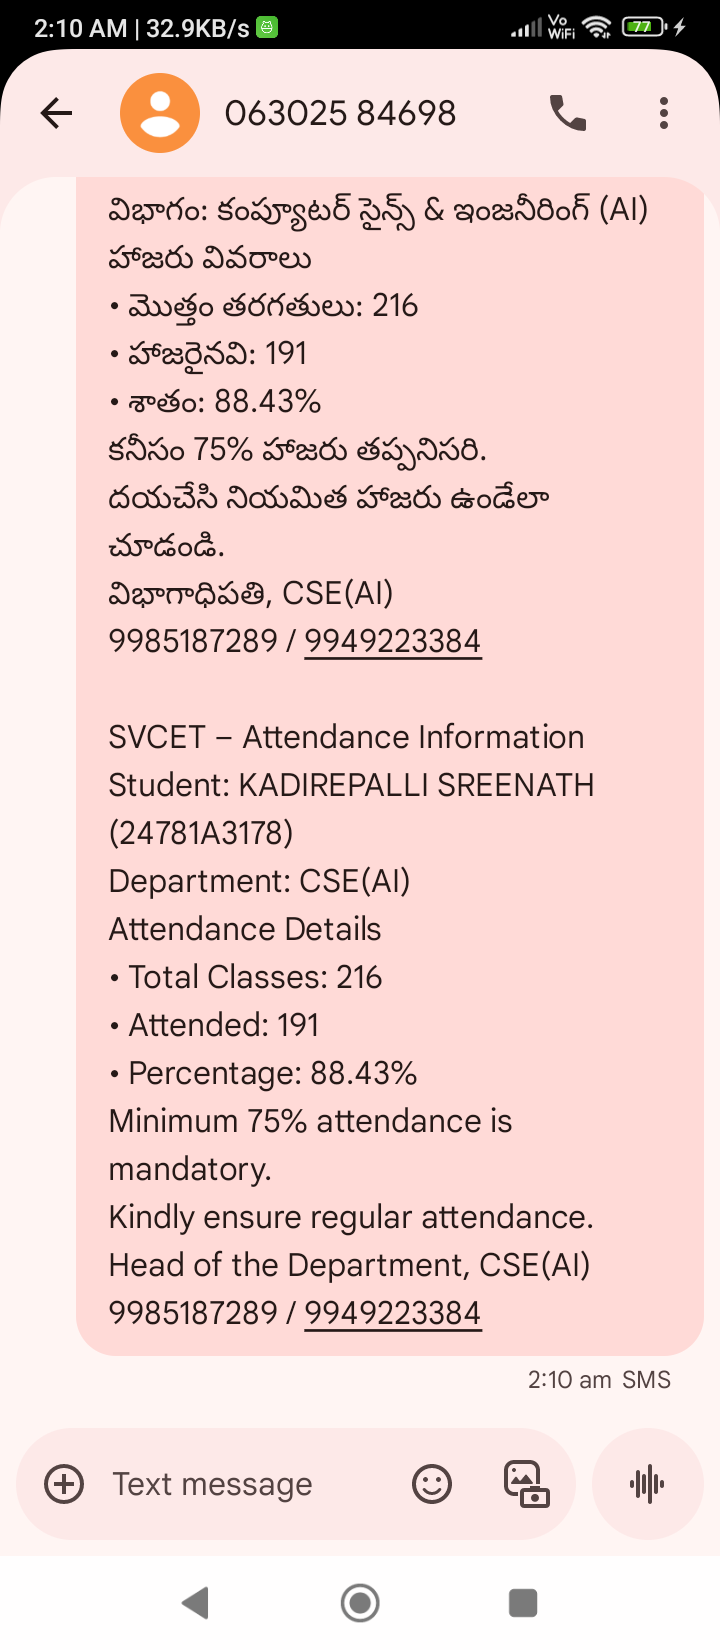 2:10 AM | 32.9KB/s
Vo
WiFi
77
063025 84698
విభాగం: కంప్యూటర్ సైన్స్ & ఇంజనీరింగ్ (AI)
హాజరు వివరాలు
• మొత్తం తరగతులు: 216
• హాజరైనవి: 191
• శాతం: 88.43%
కనీసం 75% హాజరు తప్పనిసరి.
దయచేసి నియమిత హాజరు ఉండేలా
చూడండి.
విభాగాధిపతి, CSE(AI)
9985187289 / 9949223384
SVCET – Attendance Information
Student: KADIREPALLI SREENATH
(24781A3178)
Department: CSE(AI)
Attendance Details
• Total Classes: 216
• Attended: 191
• Percentage: 88.43%
Minimum 75% attendance is
mandatory.
Kindly ensure regular attendance.
Head of the Department, CSE(AI)
9985187289 / 9949223384
2:10 am SMS
Text message